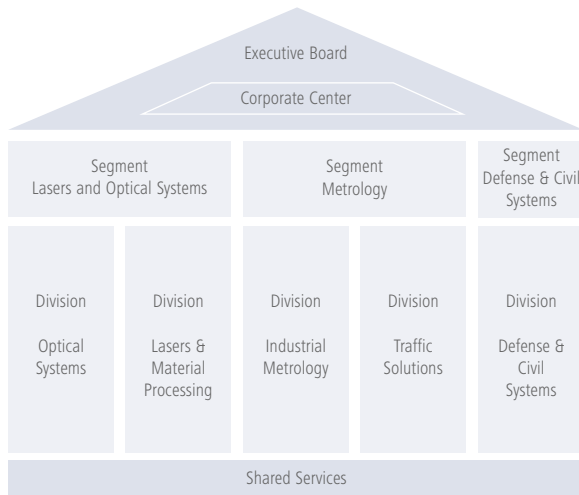 Executive Board
Corporate Center
Segment
Lasers and Optical Systems
Segment
Metrology
Segment
Defense & Civil
Systems
Division
Optical
Systems
Division
Lasers &
Material
Processing
Division
Industrial
Metrology
Division
Traffic
Solutions
Division
Defense &
Civil
Systems
Shared Services